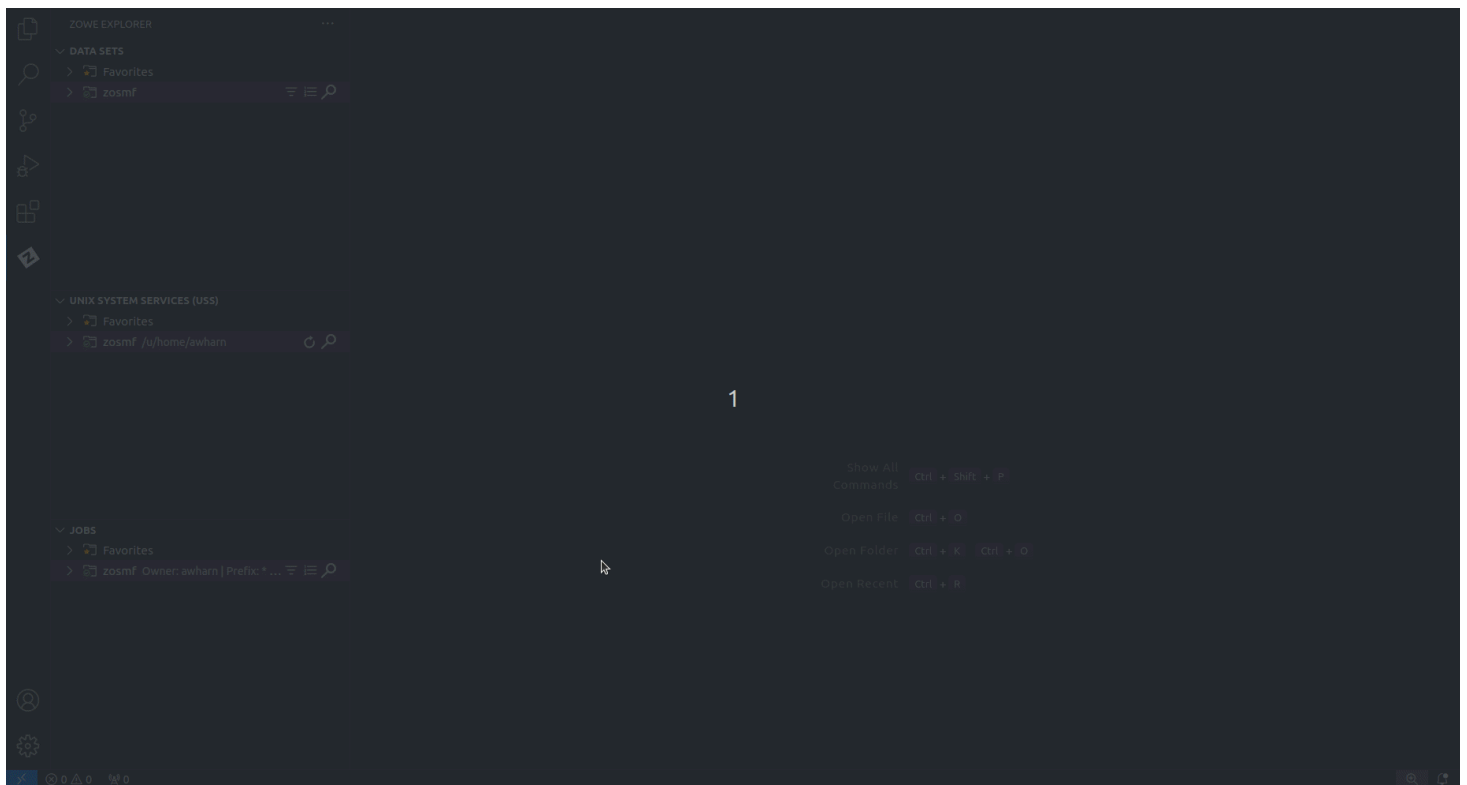 ZOWE EXPLORER ...
DATA SETS
Favorites
zosmf
UNIX SYSTEM SERVICES (USS)
Favorites
zosmf /u/home/awharn
1
Show All
Commands Ctrl + Shift + P
Open File Ctrl + O
JOBS
Favorites
zosmf Owner: awharn | Prefix: * ...
Open Folder Ctrl + K Ctrl + O
Open Recent Ctrl + R
0 0 0